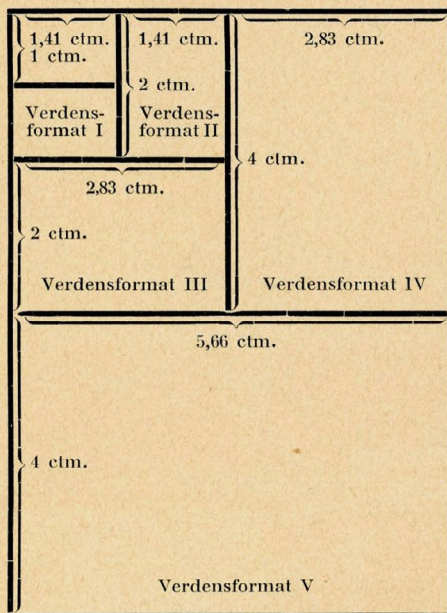 1,41 ctm.
1 ctm.
Verdens-
format I
1,41 ctm.
2 ctm.
Verdens-
format II
2,83 ctm.
4 ctm.
2,83 ctm.
2 ctm.
Verdensformat III
Verdensformat IV
5,66 ctm.
4 ctm.
Verdensformat V